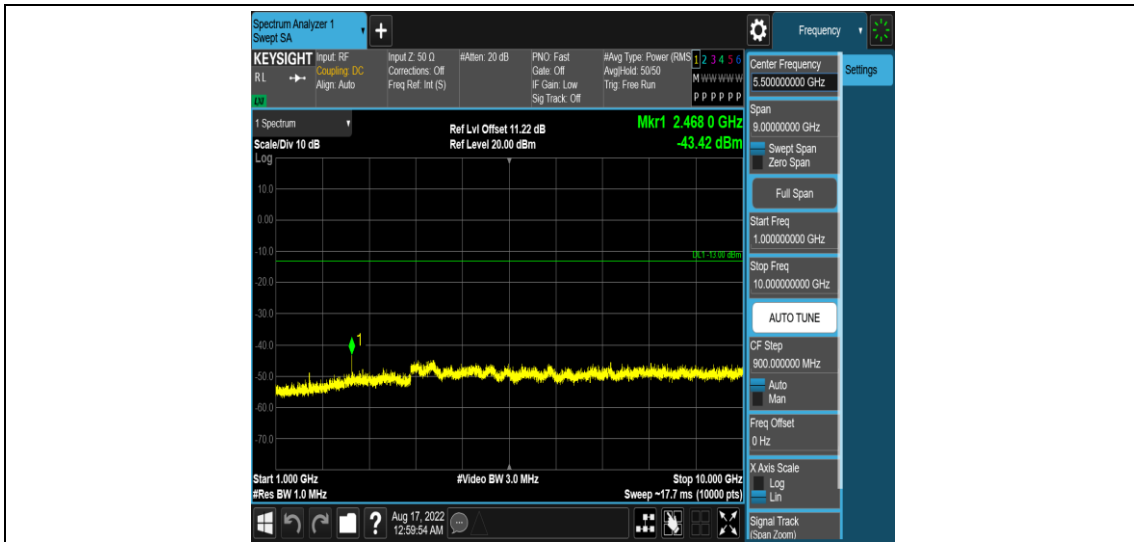 Spectrum Analyzer 1
Swept SA
Frequency
KEYSIGHT
RL
Input: RF
Coupling: DC
Align: Auto
Input Z: 50 Ω
Corrections: Off
Freq Ref: Int (S)
#Atten: 20 dB
PNO: Fast
Gate: Off
IF Gain: Low
Sig Track: Off
#Avg Type: Power (RMS
Avg|Hold: 50/50
Trig: Free Run
1 2 3 4 5 6
M W W W W W
P P P P P P
Center Frequency
5.500000000 GHz
Settings
Span
9.00000000 GHz
Swept Span
Zero Span
Full Span
Start Freq
1.000000000 GHz
Stop Freq
10.000000000 GHz
AUTO TUNE
CF Step
900.000000 MHz
Auto
Man
Freq Offset
0 Hz
X Axis Scale
Log
Lin
Signal Track
(Span Zoom)
1 Spectrum
Scale/Div 10 dB
Ref Lvl Offset 11.22 dB
Ref Level 20.00 dBm
Mkr1 2.468 0 GHz
-43.42 dBm
Log
10.0
0.00
-10.0
DL1 -13.00 dBm
-20.0
-30.0
-40.0
1
-50.0
-60.0
-70.0
Start 1.000 GHz
#Res BW 1.0 MHz
#Video BW 3.0 MHz
Stop 10.000 GHz
Sweep ~17.7 ms (10000 pts)
Aug 17, 2022
12:59:54 AM